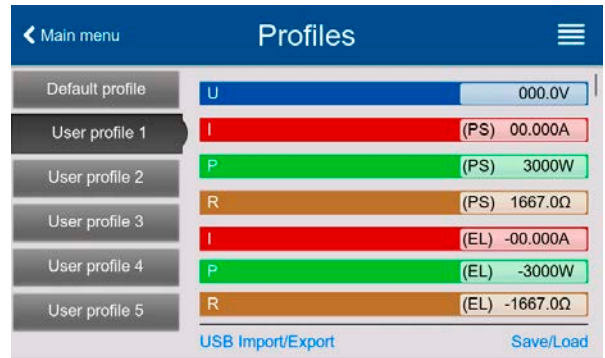 Main menu
Profiles
Default profile
User profile 1
User profile 2
User profile 3
User profile 4
User profile 5
U 000.0V
I (PS) 00.000A
P (PS) 3000W
R (PS) 1667.0Ω
I (EL) -00.000A
P (EL) -3000W
R (EL) -1667.0Ω
USB Import/Export
Save/Load